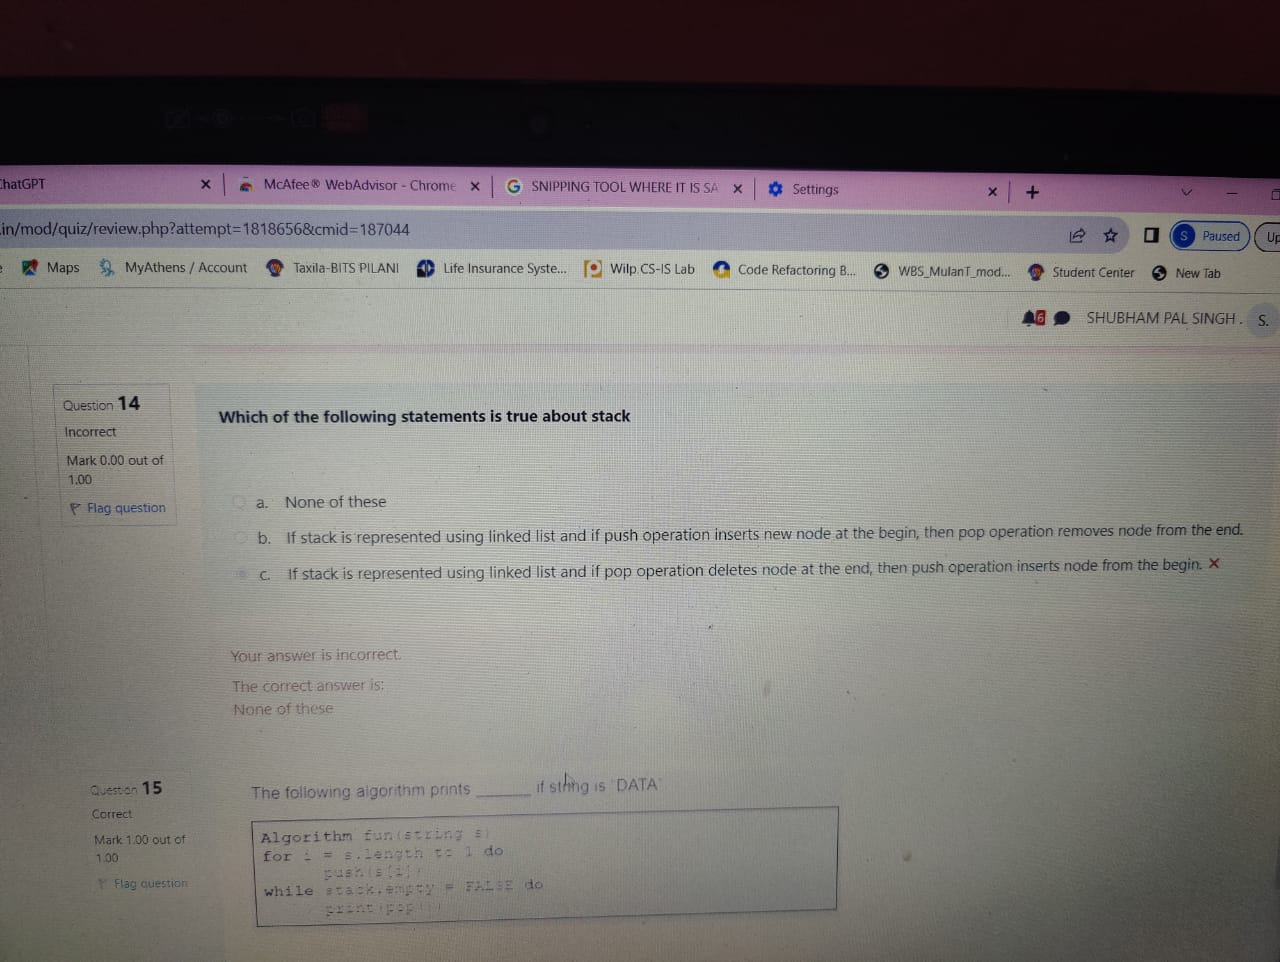 ChatGPT
McAfee® WebAdvisor - Chrome
SNIPPING TOOL WHERE IT IS SA
Settings
.in/mod/quiz/review.php?attempt=1818656&cmid=187044
Paused
Up
Maps
MyAthens / Account
Taxila-BITS PILANI
Life Insurance Syste...
Wilp CS-IS Lab
Code Refactoring B...
WBS_MulanT_mod...
Student Center
New Tab
6
SHUBHAM PAL SINGH .
S.
Question 14
Incorrect
Mark 0.00 out of
1.00
Flag question
Which of the following statements is true about stack
a. None of these
b. If stack is represented using linked list and if push operation inserts new node at the begin, then pop operation removes node from the end.
c. If stack is represented using linked list and if pop operation deletes node at the end, then push operation inserts node from the begin.
Your answer is incorrect.
The correct answer is:
None of these
Question 15
Correct
Mark 1.00 out of
1.00
Flag question
The following algorithm prints ______ if string is "DATA"
Algorithm fun(string s)
for i = s.length to 1 do
push(s[i])
while stack.empty = FALSE do
print(pop())